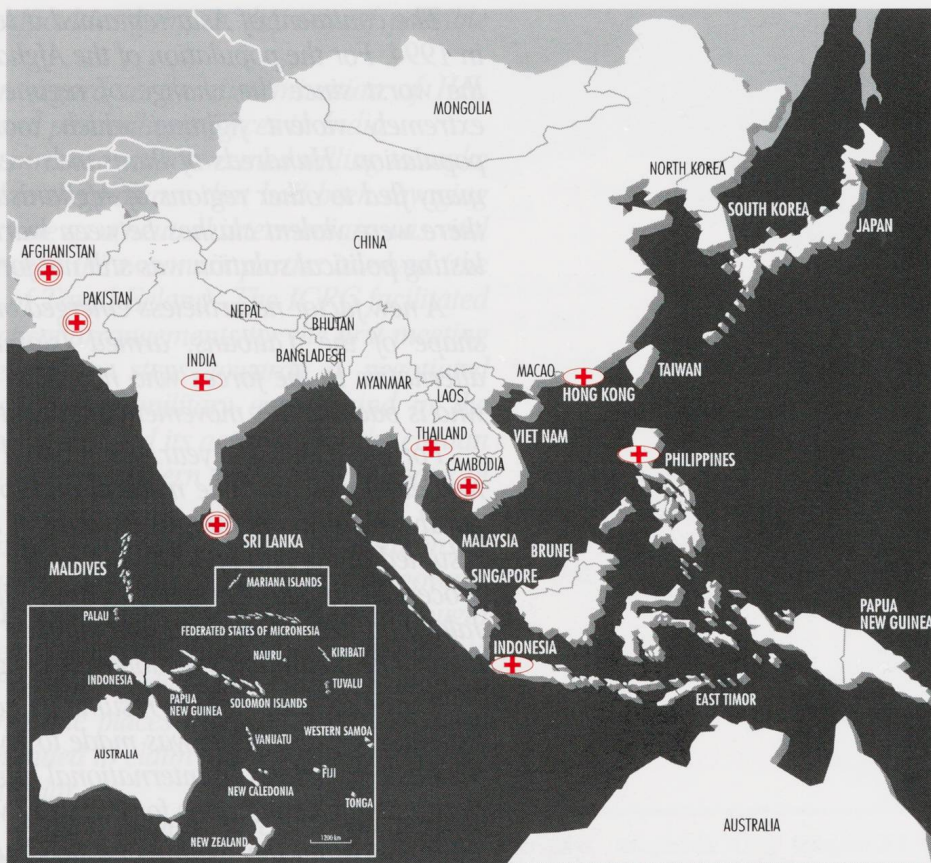 MONGOLIA
NORTH KOREA
SOUTH KOREA
JAPAN
CHINA
AFGHANISTAN
PAKISTAN
NEPAL
BHUTAN
BANGLADESH
INDIA
MYANMAR
MACAO
HONG KONG
TAIWAN
LAOS
THAILAND
VIET NAM
CAMBODIA
PHILIPPINES
SRI LANKA
MALDIVES
MALAYSIA
BRUNEI
SINGAPORE
INDONESIA
PAPUA
NEW GUINEA
EAST TIMOR
AUSTRALIA
MARIANA ISLANDS
PALAU
FEDERATED STATES OF MICRONESIA
NAURU
KIRIBATI
INDONESIA
TUVALU
PAPUA
NEW GUINEA
SOLOMON ISLANDS
WESTERN SAMOA
VANUATU
AUSTRALIA
FIJI
NEW CALEDONIA
TONGA
NEW ZEALAND
km